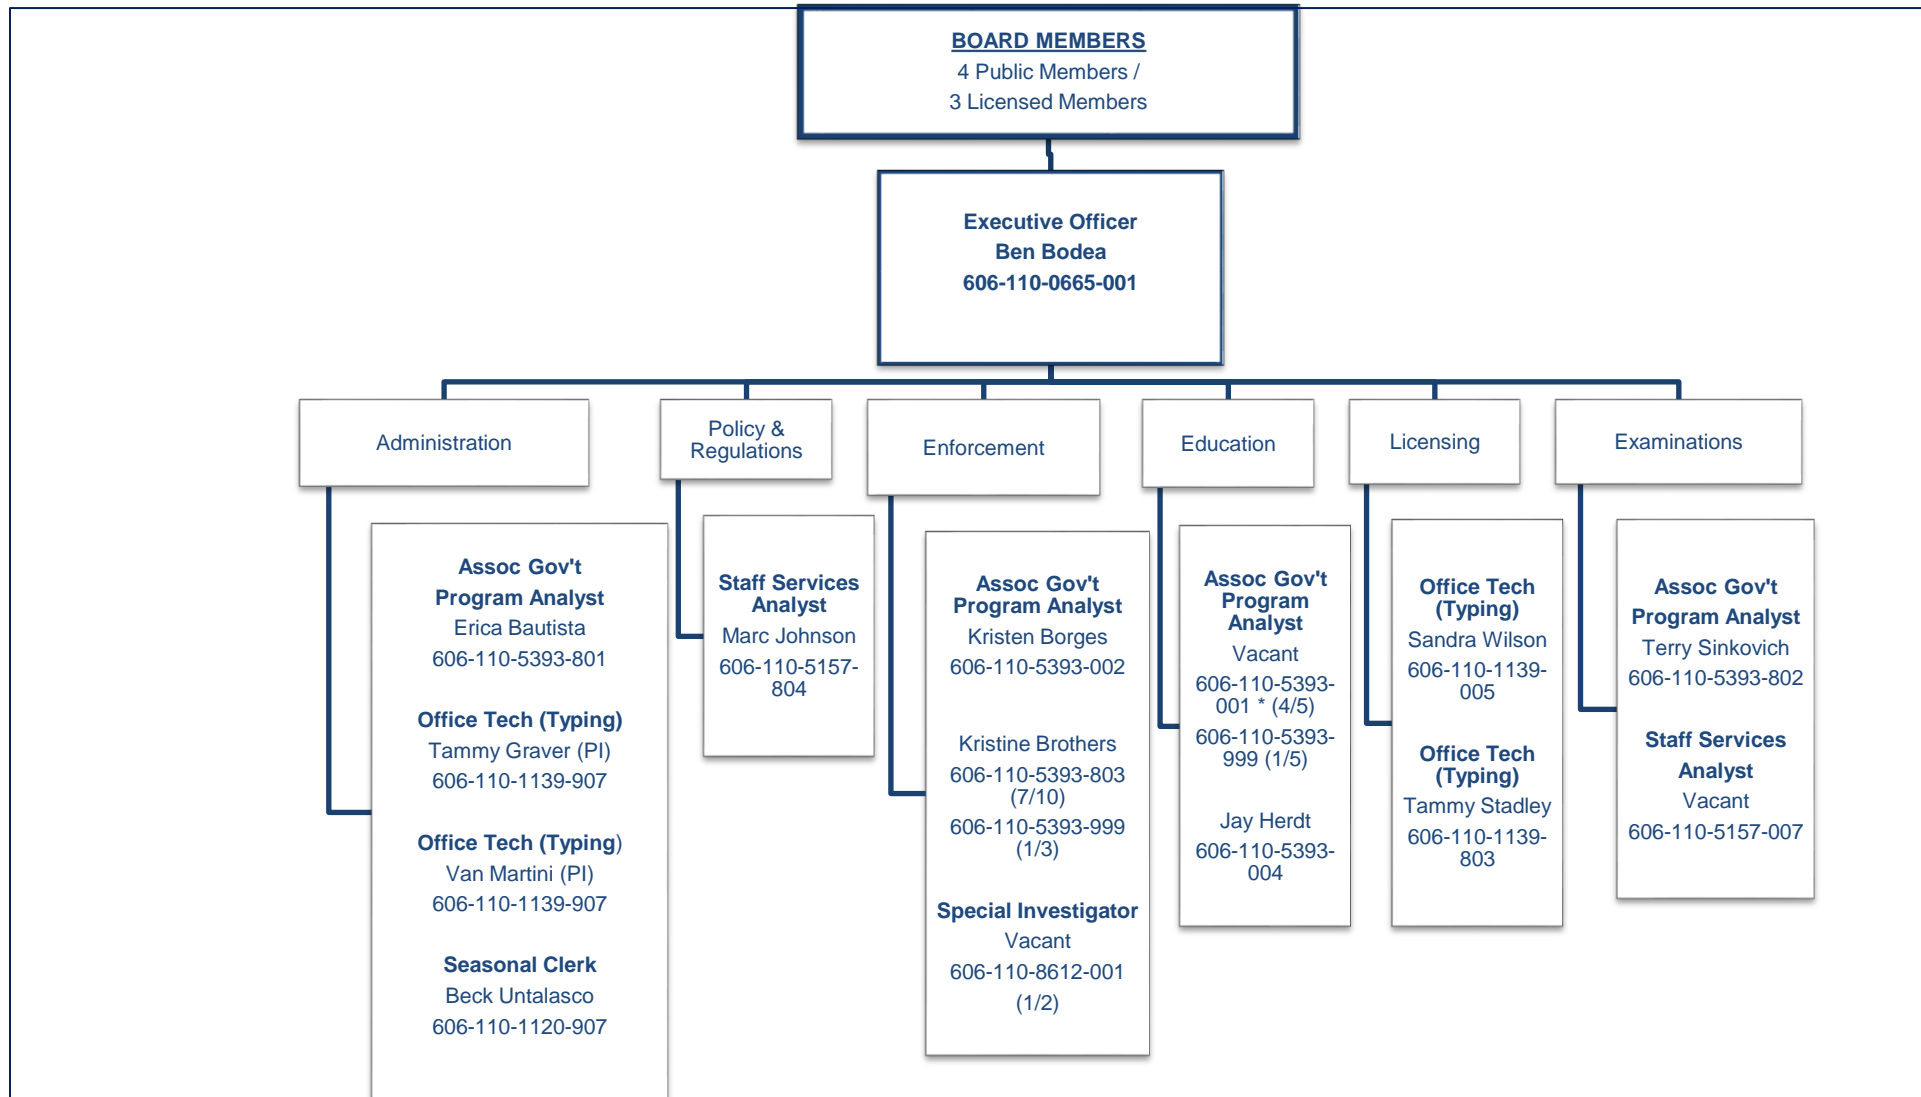 BOARD MEMBERS
4 Public Members /
3 Licensed Members
Executive Officer
Ben Bodea
606-110-0665-001
Administration
Policy &
Regulations
Enforcement
Education
Licensing
Examinations
Assoc Gov't
Program Analyst
Erica Bautista
606-110-5393-801
Office Tech (Typing)
Tammy Graver (PI)
606-110-1139-907
Office Tech (Typing)
Van Martini (PI)
606-110-1139-907
Seasonal Clerk
Beck Untalasco
606-110-1120-907
Staff Services
Analyst
Marc Johnson
606-110-5157-
804
Assoc Gov't
Program Analyst
Kristen Borges
606-110-5393-002
Kristine Brothers
606-110-5393-803
(7/10)
606-110-5393-999
(1/3)
Special Investigator
Vacant
606-110-8612-001
(1/2)
Assoc Gov't
Program
Analyst
Vacant
606-110-5393-
001 * (4/5)
606-110-5393-
999 (1/5)
Jay Herdt
606-110-5393-
004
Office Tech
(Typing)
Sandra Wilson
606-110-1139-
005
Office Tech
(Typing)
Tammy Stadley
606-110-1139-
803
Assoc Gov't
Program Analyst
Terry Sinkovich
606-110-5393-802
Staff Services
Analyst
Vacant
606-110-5157-007